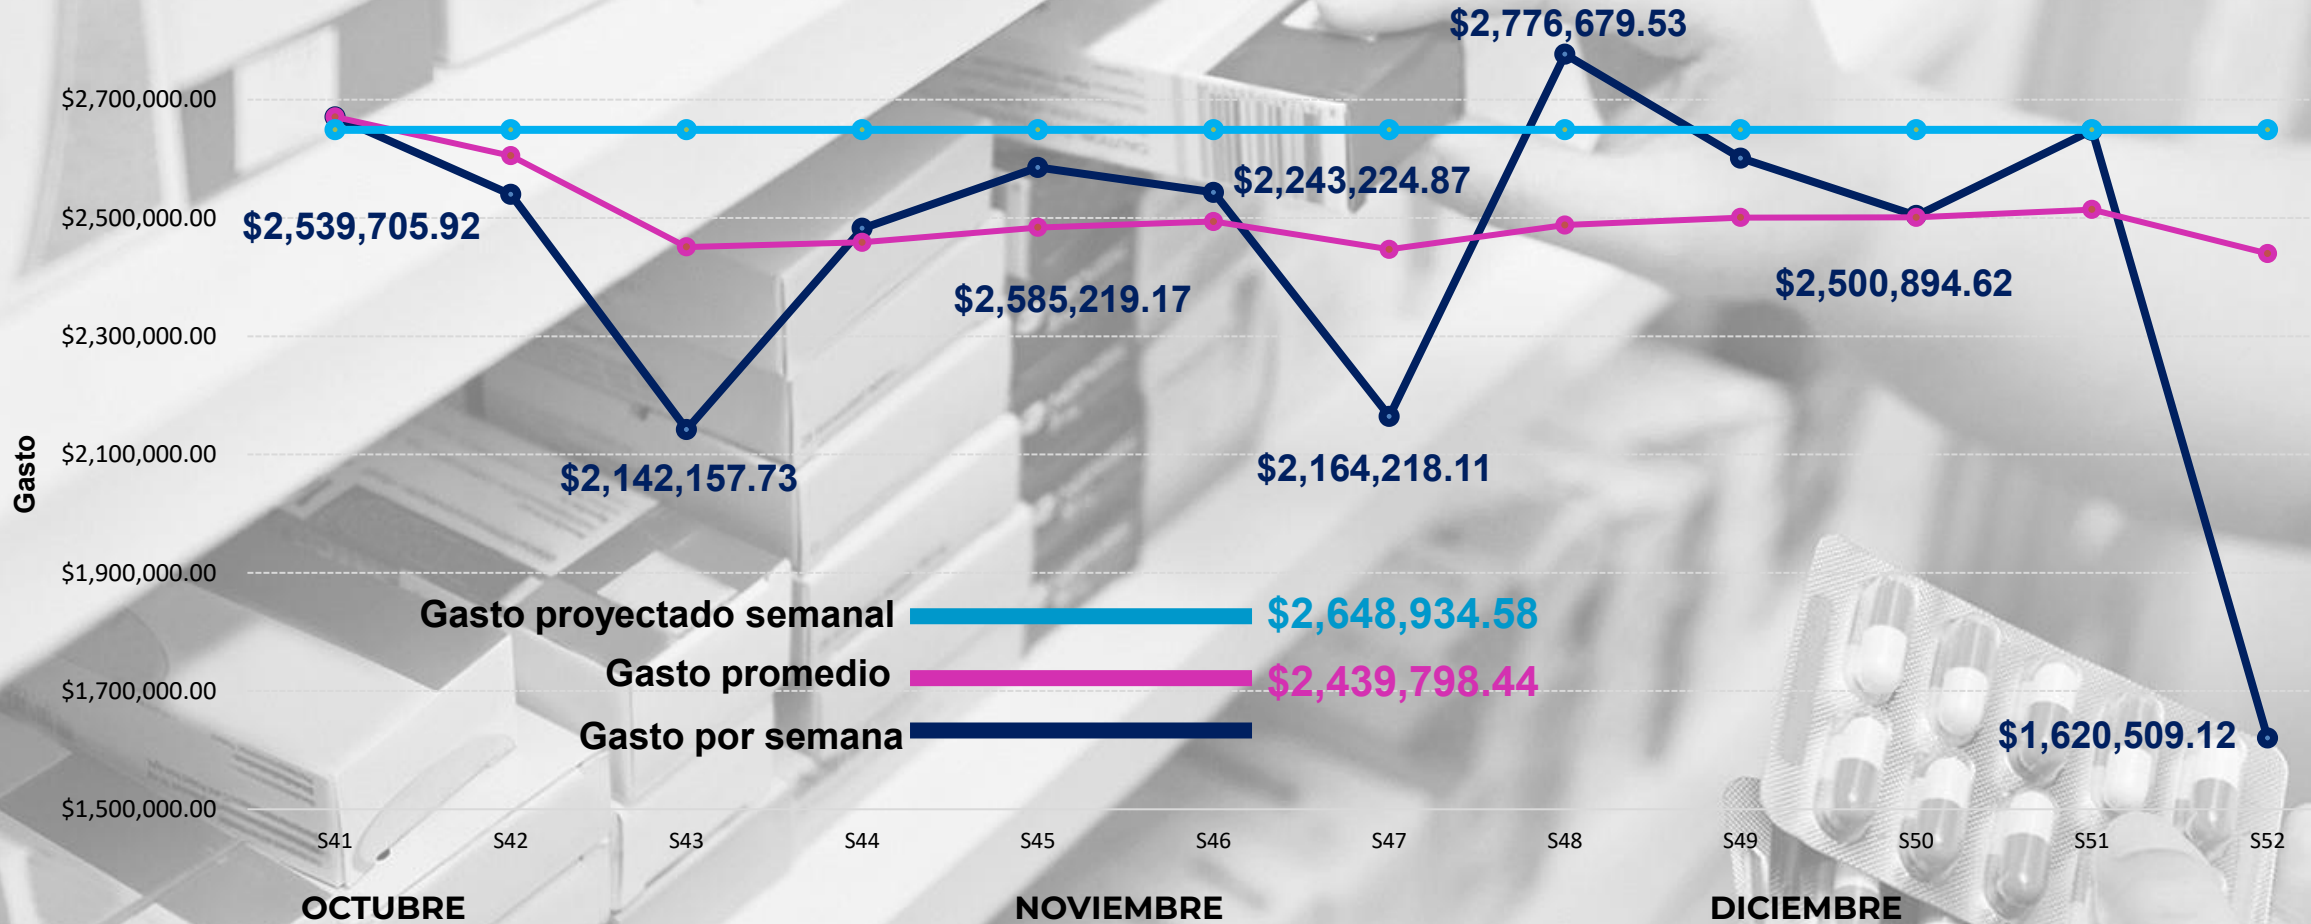 $2,776,679.53
$2,700,000.00
$2,243,224.87
$2,500,000.00
$2,539,705.92
$2,585,219.17
$2,500,894.62
$2,300,000.00
Gasto
$2,100,000.00
$2,142,157.73
$2,164,218.11
$1,900,000.00
Gasto proyectado semanal $2,648,934.58
Gasto promedio $2,439,798.44
$1,700,000.00
Gasto por semana
$1,620,509.12
$1,500,000.00
S41 S42 S43 S44 S45 S46 S47 S48 S49 S50 S51 S52
OCTUBRE NOVIEMBRE DICIEMBRE